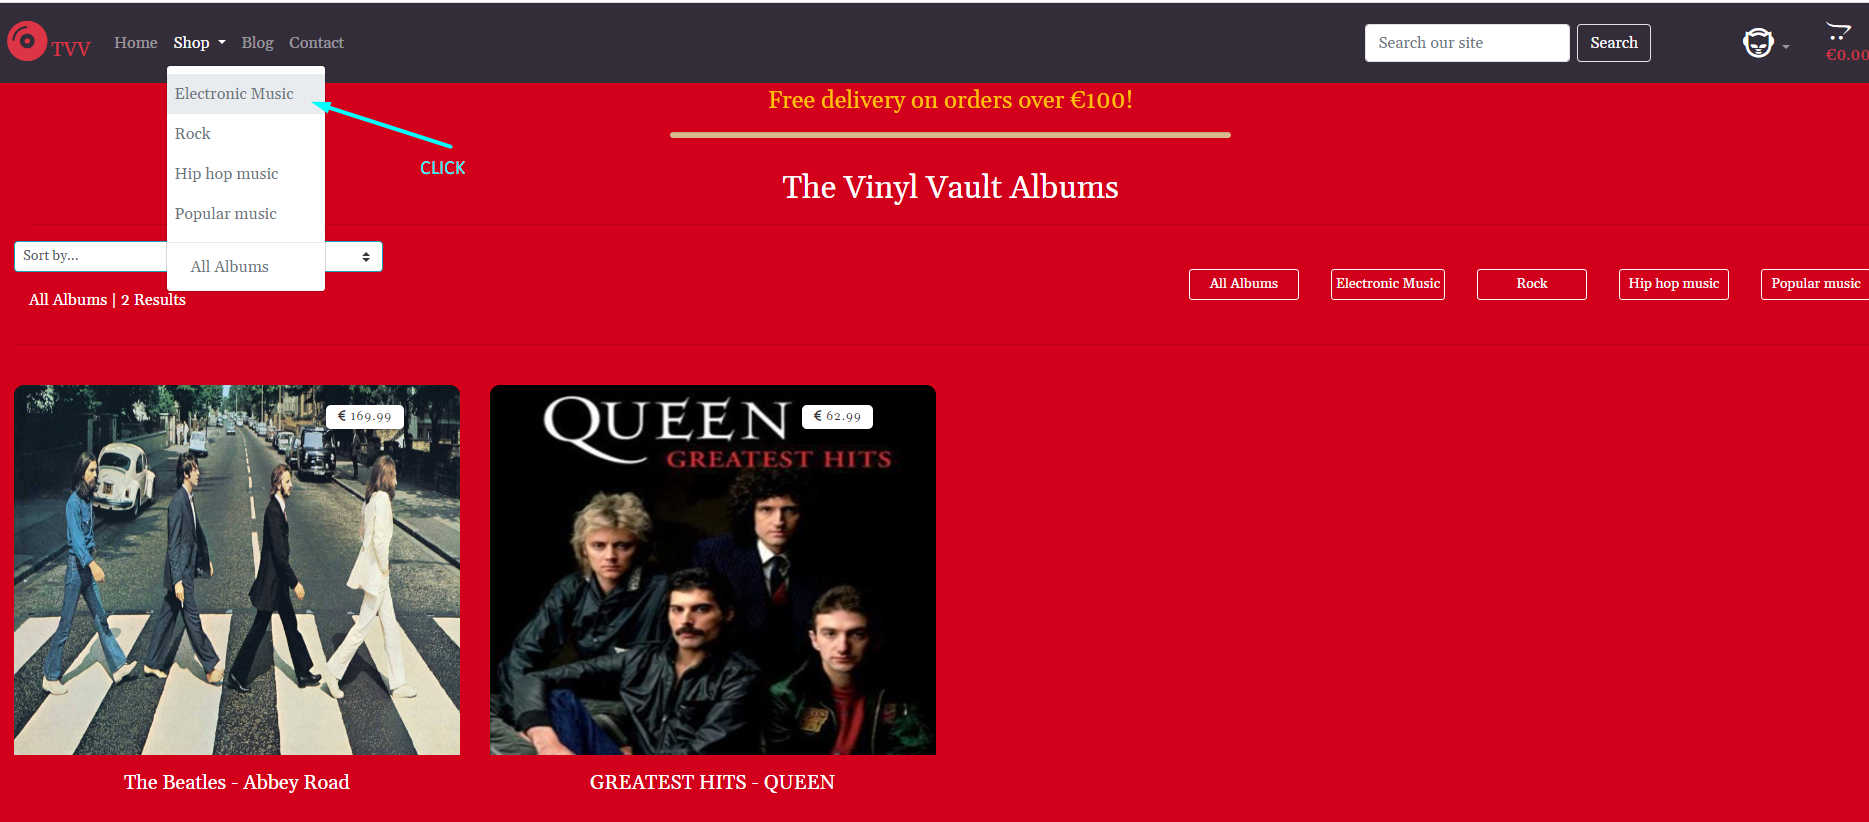 TVV
Home
Shop
Blog
Contact
Search our site
Search
€0.00
Electronic Music
Rock
Hip hop music
Popular music
All Albums
CLICK
Free delivery on orders over €100!
The Vinyl Vault Albums
Sort by...
All Albums | 2 Results
All Albums
Electronic Music
Rock
Hip hop music
Popular music
€ 169.99
QUEEN
€ 62.99
GREATEST HITS
The Beatles - Abbey Road
GREATEST HITS - QUEEN